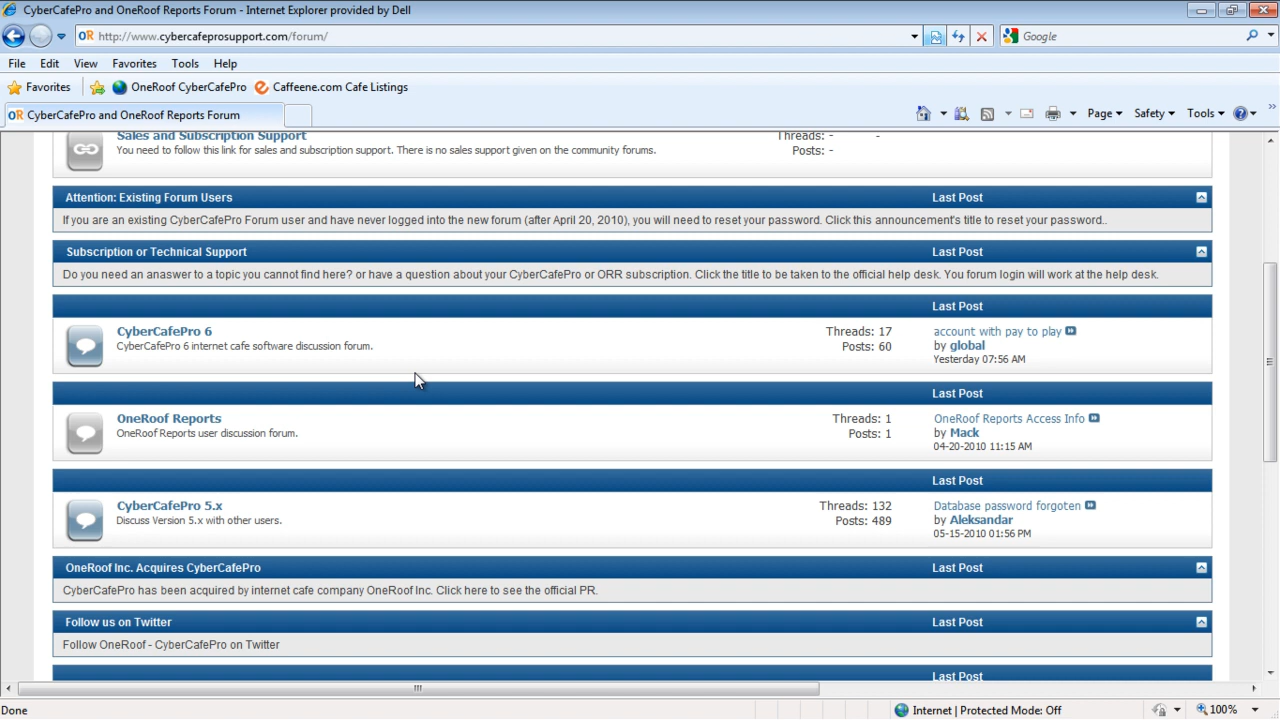 CyberCafePro and OneRoof Reports Forum - Internet Explorer provided by Dell
OR http://www.cybercafeprosupport.com/forum/
Google
File Edit View Favorites Tools Help
Favorites OneRoof CyberCafePro Caffeene.com Cafe Listings
OR CyberCafePro and OneRoof Reports Forum
Page Safety Tools
Sales and Subscription Support Threads: - -
You need to follow this link for sales and subscription support. There is no sales support given on the community forums. Posts: -
Attention: Existing Forum Users Last Post
If you are an existing CyberCafePro Forum user and have never logged into the new forum (after April 20, 2010), you will need to reset your password. Click this announcement's title to reset your password..
Subscription or Technical Support Last Post
Do you need an anaswer to a topic you cannot find here? or have a question about your CyberCafePro or ORR subscription. Click the title to be taken to the official help desk. You forum login will work at the help desk.
Last Post
CyberCafePro 6 Threads: 17 account with pay to play
CyberCafePro 6 internet cafe software discussion forum. Posts: 60 by global
Yesterday 07:56 AM
Last Post
OneRoof Reports Threads: 1 OneRoof Reports Access Info
OneRoof Reports user discussion forum. Posts: 1 by Mack
04-20-2010 11:15 AM
Last Post
CyberCafePro 5.x Threads: 132 Database password forgoten
Discuss Version 5.x with other users. Posts: 489 by Aleksandar
05-15-2010 01:56 PM
OneRoof Inc. Acquires CyberCafePro Last Post
CyberCafePro has been acquired by internet cafe company OneRoof Inc. Click here to see the official PR.
Follow us on Twitter Last Post
Follow OneRoof - CyberCafePro on Twitter
Last Post
Done Internet | Protected Mode: Off 100%